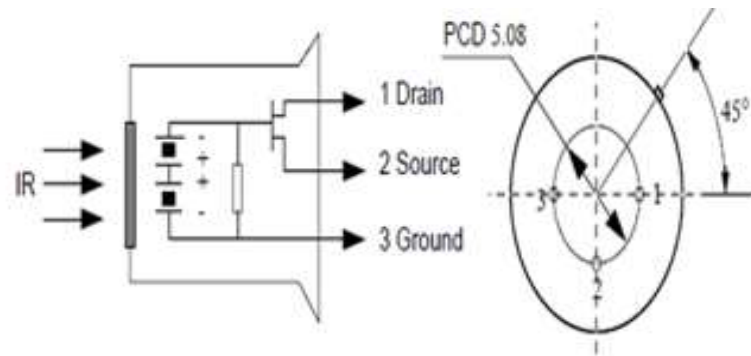 IR
-
+
+
-
1 Drain
2 Source
3 Ground
PCD 5.08
45°
3
1
2